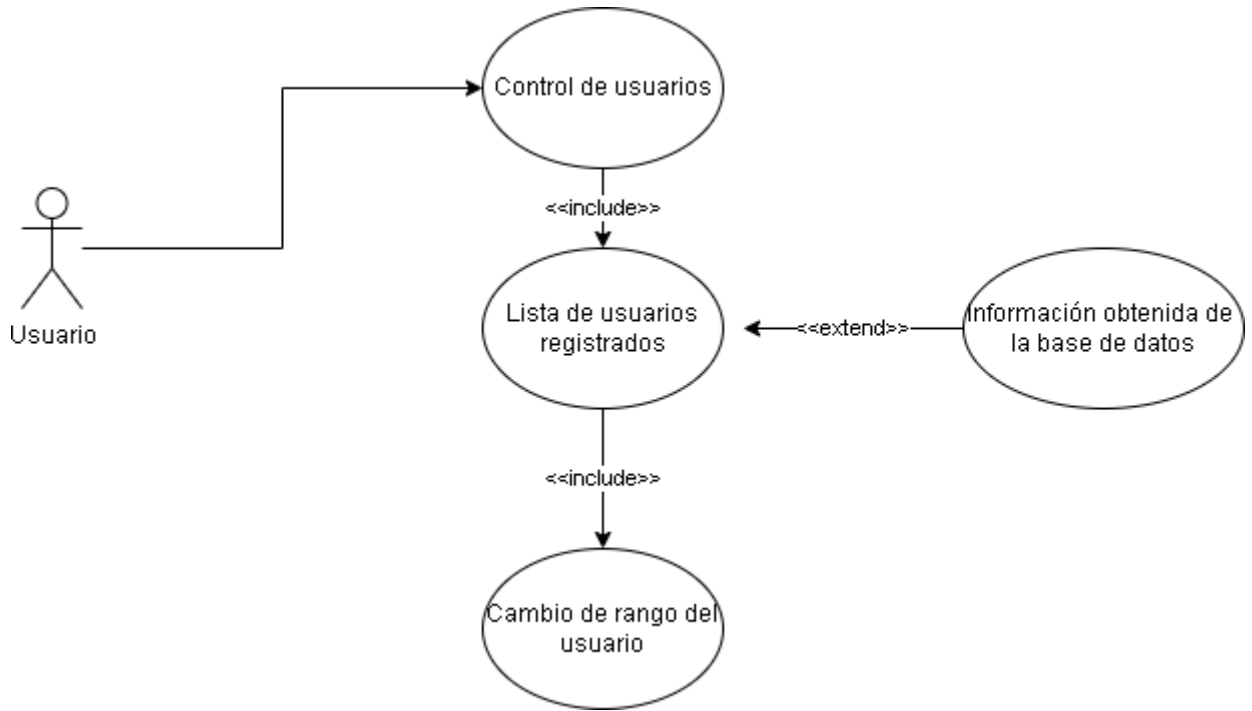 Control de usuarios
<<include>>
Usuario
Lista de usuarios
registrados
<<extend>>
Información obtenida de
la base de datos
<<include>>
Cambio de rango del
usuario